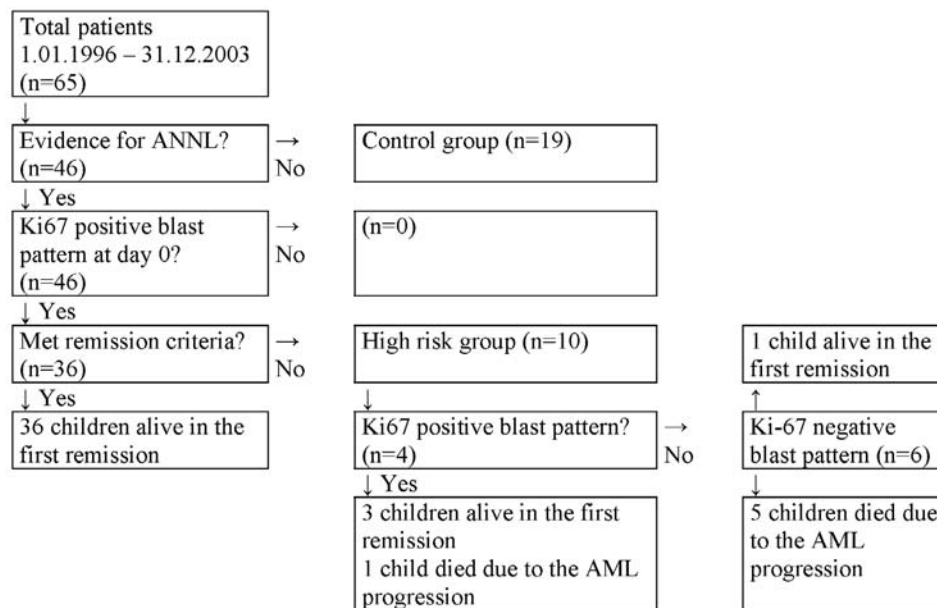 Total patients
1.01.1996 – 31.12.2003
(n=65)
↓
Evidence for ANNL?
(n=46)
→
No
Control group (n=19)
↓ Yes
Ki67 positive blast
pattern at day 0?
(n=46)
→
No
(n=0)
↓ Yes
Met remission criteria?
(n=36)
→
No
High risk group (n=10)
1 child alive in the
first remission
↓ Yes
↓
↑
36 children alive in the
first remission
Ki67 positive blast pattern?
(n=4)
→
No
Ki-67 negative
blast pattern (n=6)
↓ Yes
↓
3 children alive in the first
remission
1 child died due to the AML
progression
5 children died due
to the AML
progression